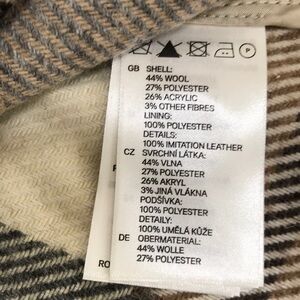 GB SHELL:
44% WOOL
27% POLYESTER
26% ACRYLIC
3% OTHER FIBRES
LINING:
100% POLYESTER
DETAILS:
100% IMITATION LEATHER
CZ SVRCHNÍ LÁTKA:
44% VLNA
27% POLYESTER
26% AKRYL
3% JINÁ VLÁKNA
PODŠÍVKA:
100% POLYESTER
DETAILY:
100% UMĚLÁ KŮŽE
DE OBERMATERIAL:
44% WOLLE
27% POLYESTER
RO